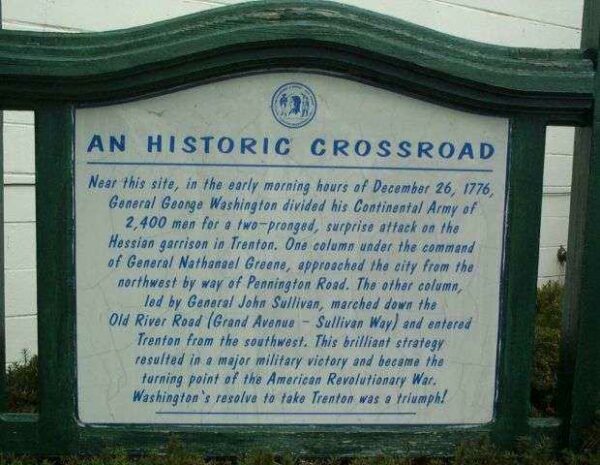 AN HISTORIC CROSSROAD
Near this site, in the early morning hours of December 26, 1776,
General George Washington divided his Continental Army of
2,400 men for a two-pronged, surprise attack on the
Hessian garrison in Trenton. One column under the command
of General Nathanael Greene, approached the city from the
northwest by way of Pennington Road. The other column,
led by General John Sullivan, marched down the
Old River Road (Grand Avenue - Sullivan Way) and entered
Trenton from the southwest. This brilliant strategy
resulted in a major military victory and became the
turning point of the American Revolutionary War.
Washington's resolve to take Trenton was a triumph!